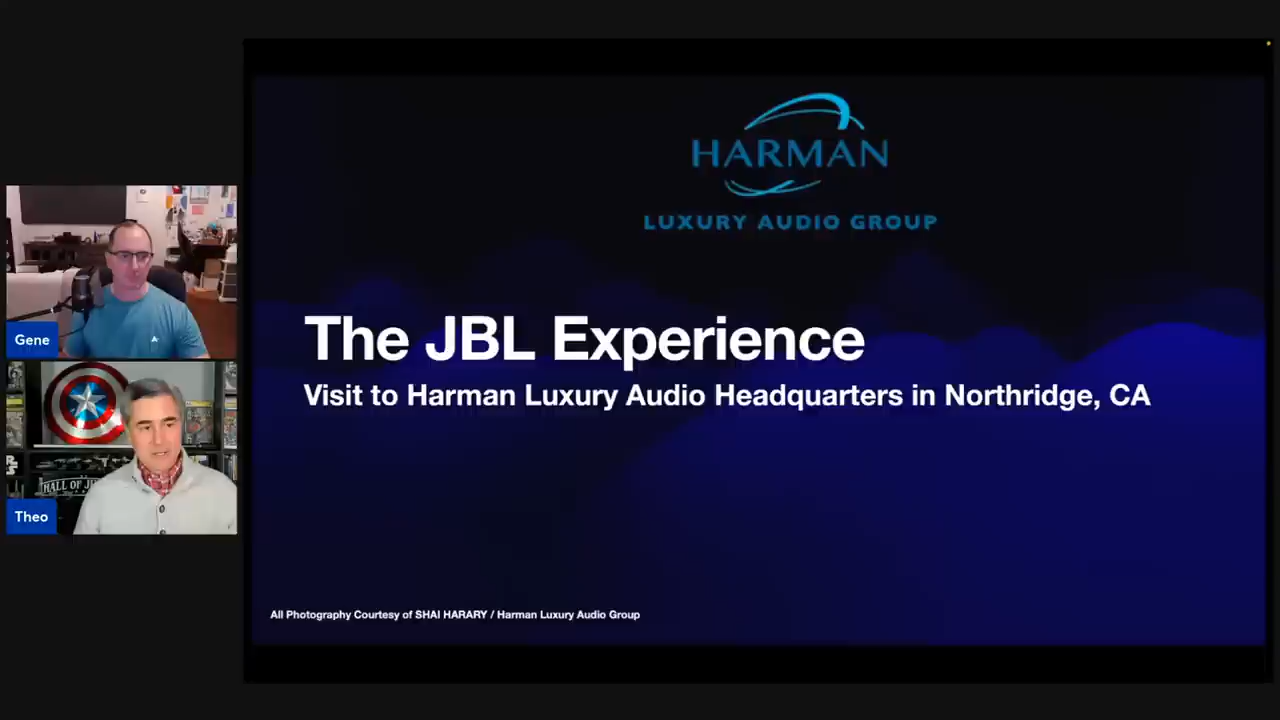 HARMAN
LUXURY AUDIO GROUP
The JBL Experience
Visit to Harman Luxury Audio Headquarters in Northridge, CA
Gene
Theo
All Photography Courtesy of SHAI HARARY / Harman Luxury Audio Group